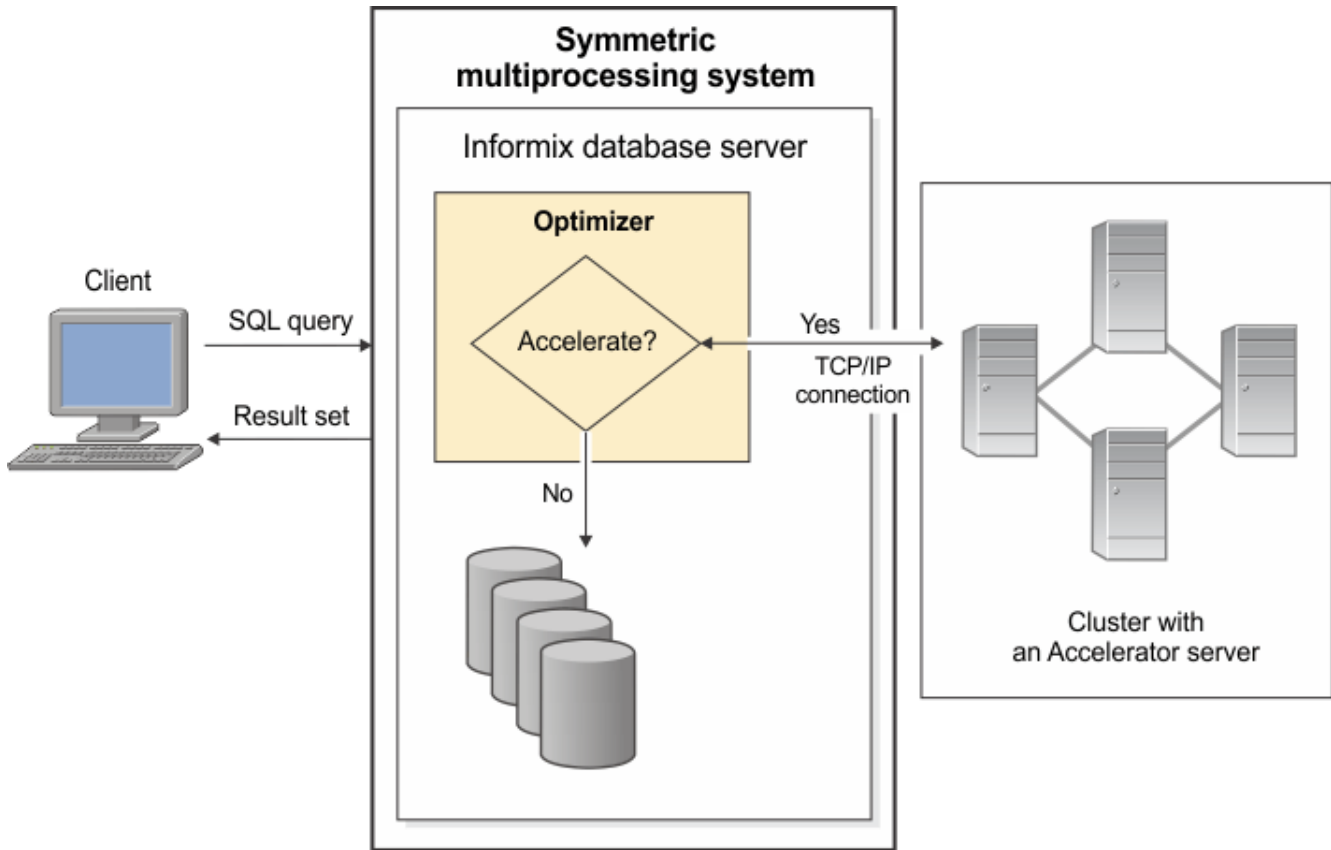 Symmetric
multiprocessing system
Informix database server
Optimizer
Accelerate?
Client
SQL query
Result set
Yes
TCP/IP
connection
No
Cluster with
an Accelerator server